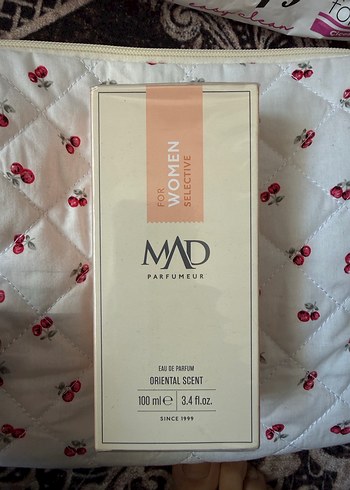 FOR
WOMEN
SELECTIVE
MAD
PARFUMEUR
EAU DE PARFUM
ORIENTAL SCENT
100 ml ℮ 3.4 fl.oz.
SINCE 1999